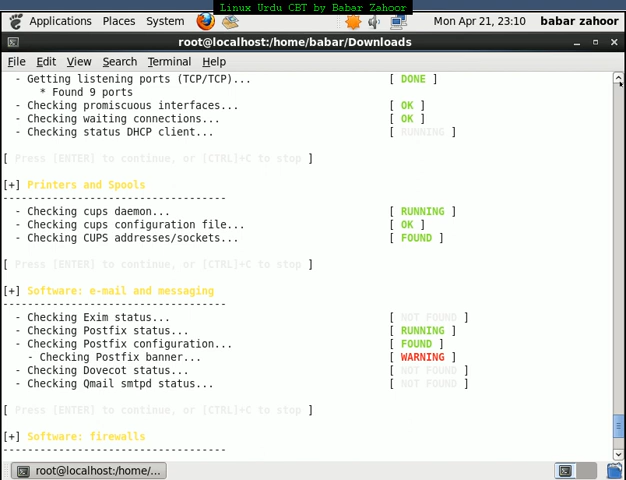 Linux Urdu CBT by Babar Zahoor
Applications Places System Mon Apr 21, 23:10 babar zahoor
root@localhost:/home/babar/Downloads
File Edit View Search Terminal Help
- Getting listening ports (TCP/TCP)... [ DONE ]
* Found 9 ports
- Checking promiscuous interfaces... [ OK ]
- Checking waiting connections... [ OK ]
- Checking status DHCP client... [ RUNNING ]
[ Press [ENTER] to continue, or [CTRL]+C to stop ]
[+] Printers and Spools
------------------------------------
- Checking cups daemon... [ RUNNING ]
- Checking cups configuration file... [ OK ]
- Checking CUPS addresses/sockets... [ FOUND ]
[ Press [ENTER] to continue, or [CTRL]+C to stop ]
[+] Software: e-mail and messaging
------------------------------------
- Checking Exim status... [ NOT FOUND ]
- Checking Postfix status... [ RUNNING ]
- Checking Postfix configuration... [ FOUND ]
- Checking Postfix banner... [ WARNING ]
- Checking Dovecot status... [ NOT FOUND ]
- Checking Qmail smtpd status... [ NOT FOUND ]
[ Press [ENTER] to continue, or [CTRL]+C to stop ]
[+] Software: firewalls
------------------------------------
root@localhost:/home/...